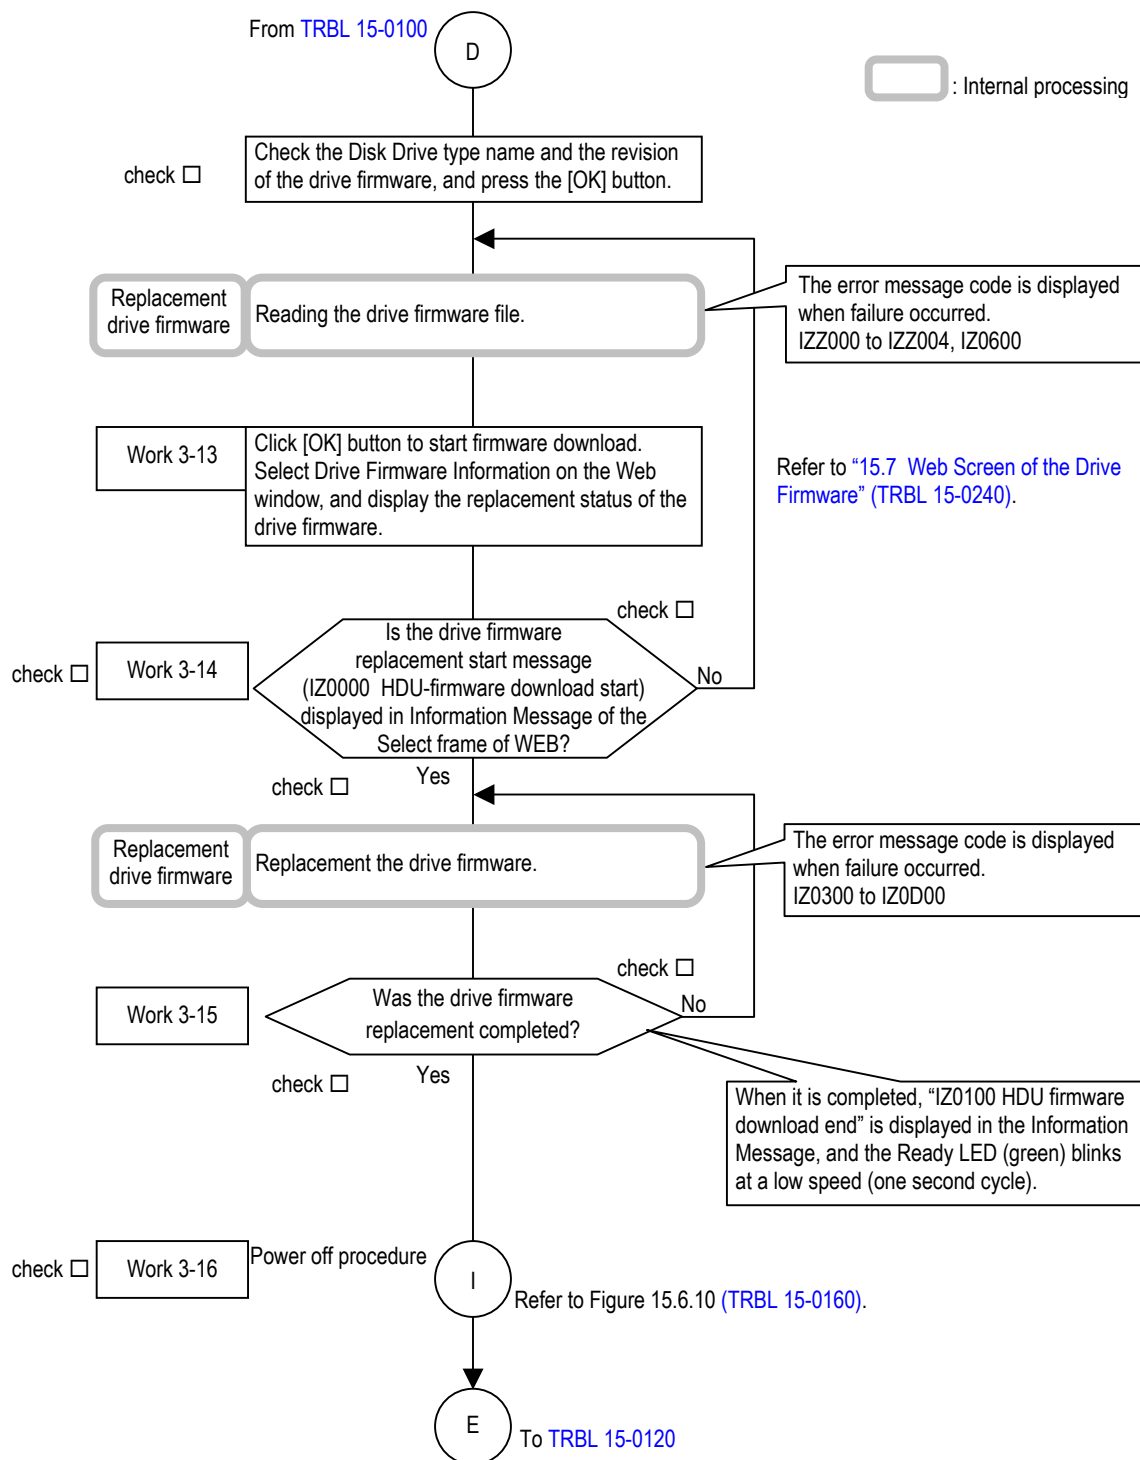 From TRBL 15-0100
D
: Internal processing
check □
Check the Disk Drive type name and the revision
of the drive firmware, and press the [OK] button.
Replacement
drive firmware
Reading the drive firmware file.
The error message code is displayed
when failure occurred.
IZZ000 to IZZ004, IZ0600
Work 3-13
Click [OK] button to start firmware download.
Select Drive Firmware Information on the Web
window, and display the replacement status of the
drive firmware.
Refer to “15.7  Web Screen of the Drive
Firmware” (TRBL 15-0240).
check □
check □
Work 3-14
Is the drive firmware
replacement start message
(IZ0000  HDU-firmware download start)
displayed in Information Message of the
Select frame of WEB?
No
Yes
check □
Replacement
drive firmware
Replacement the drive firmware.
The error message code is displayed
when failure occurred.
IZ0300 to IZ0D00
check □
Work 3-15
Was the drive firmware
replacement completed?
No
Yes
check □
When it is completed, “IZ0100 HDU firmware
download end” is displayed in the Information
Message, and the Ready LED (green) blinks
at a low speed (one second cycle).
check □
Work 3-16
Power off procedure
I
Refer to Figure 15.6.10 (TRBL 15-0160).
E
To TRBL 15-0120